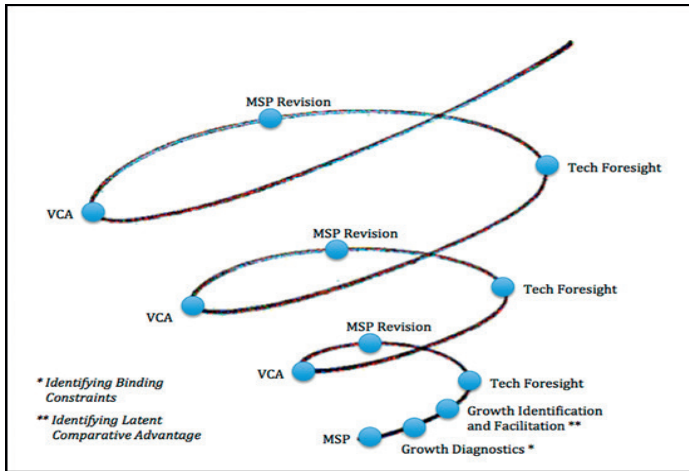 MSP Revision
Tech Foresight
VCA
MSP Revision
Tech Foresight
VCA
MSP Revision
VCA
Tech Foresight
* Identifying Binding
Constraints
** Identifying Latent
Comparative Advantage
Growth Identification
and Facilitation **
MSP
Growth Diagnostics *